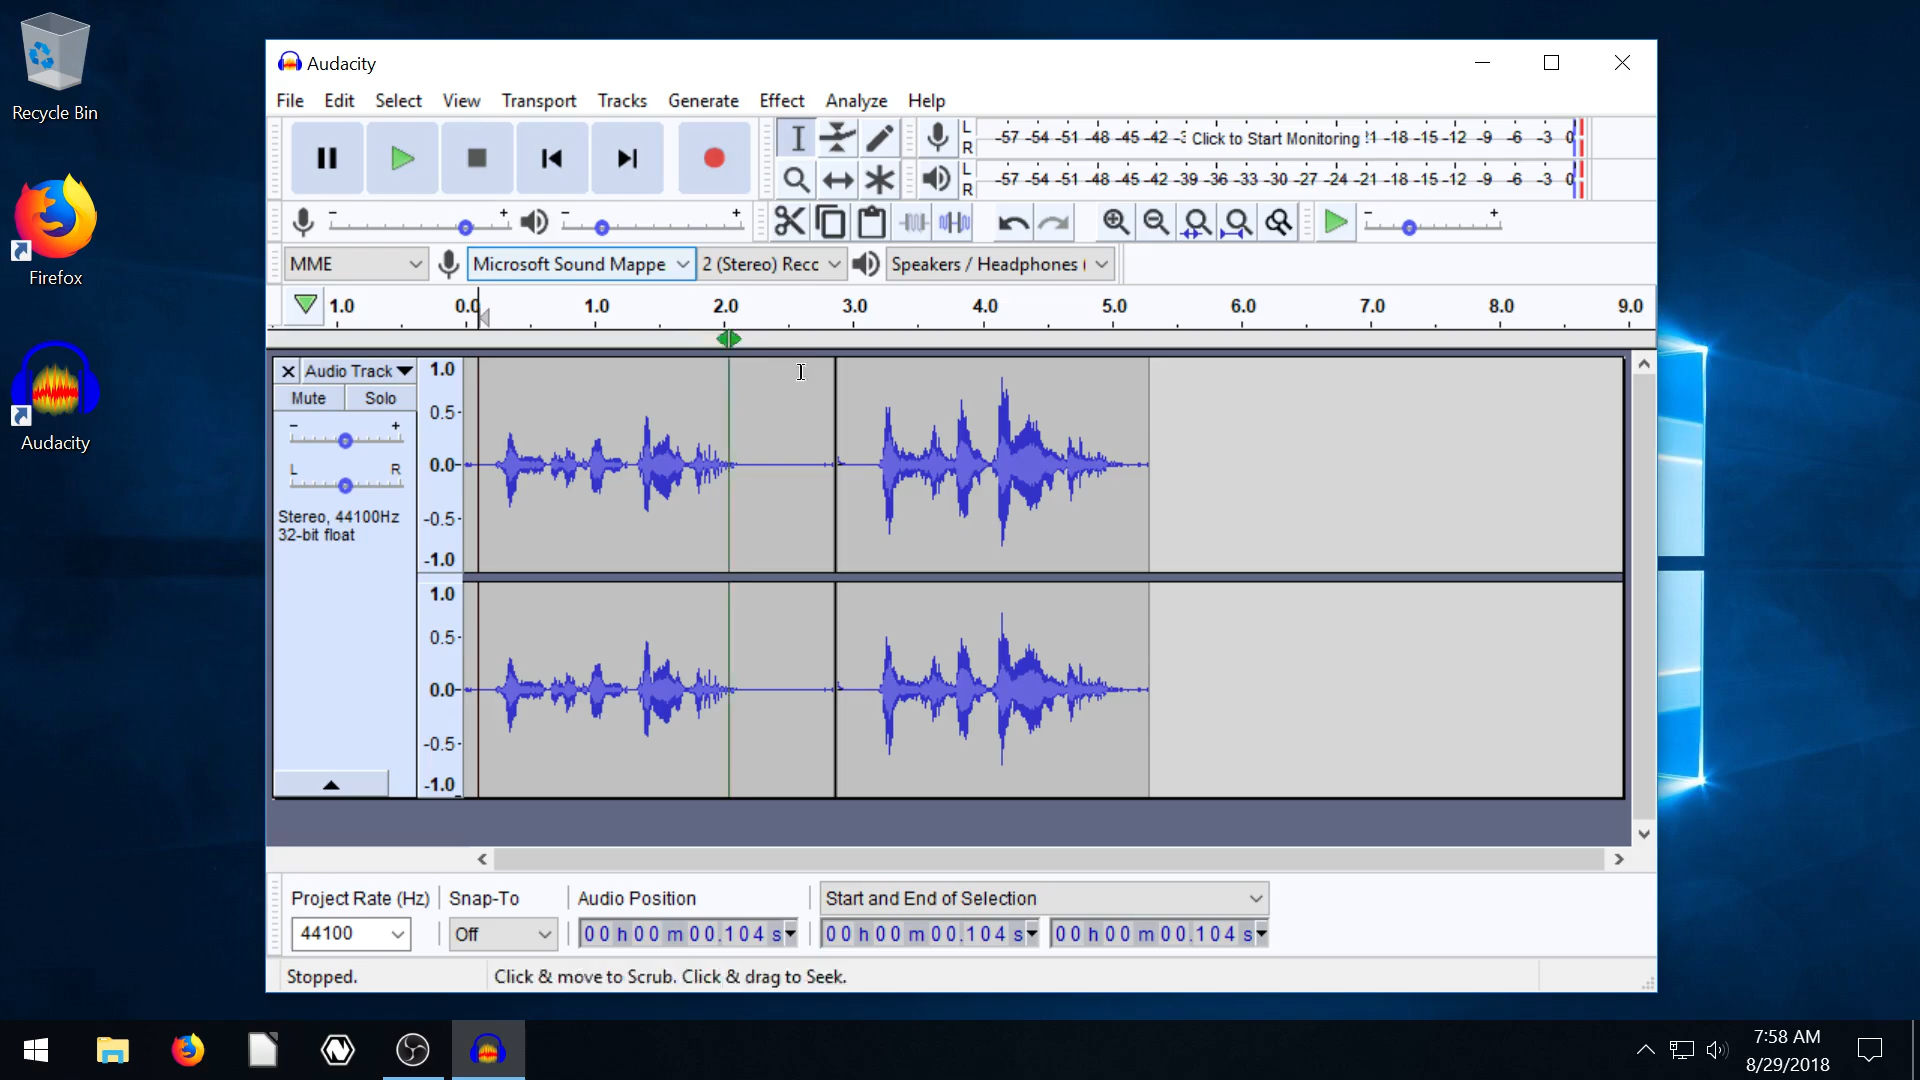 Recycle Bin
Firefox
Audacity
Audacity
File Edit Select View Transport Tracks Generate Effect Analyze Help
L
R
-57 -54 -51 -48 -45 -42 -3 Click to Start Monitoring !1 -18 -15 -12 -9 -6 -3 0
L
R
-57 -54 -51 -48 -45 -42 -39 -36 -33 -30 -27 -24 -21 -18 -15 -12 -9 -6 -3 0
- + - + - +
MME Microsoft Sound Mappe 2 (Stereo) Recc Speakers / Headphones (
1.0 0.0 1.0 2.0 3.0 4.0 5.0 6.0 7.0 8.0 9.0
Audio Track
Mute Solo
- +
L R
Stereo, 44100Hz
32-bit float
1.0
0.5-
0.0-
-0.5-
-1.0
1.0
0.5-
0.0-
-0.5-
-1.0
Project Rate (Hz) Snap-To Audio Position Start and End of Selection
44100 Off 00 h 00 m 00.104 s 00 h 00 m 00.104 s 00 h 00 m 00.104 s
Stopped. Click & move to Scrub. Click & drag to Seek.
7:58 AM
8/29/2018